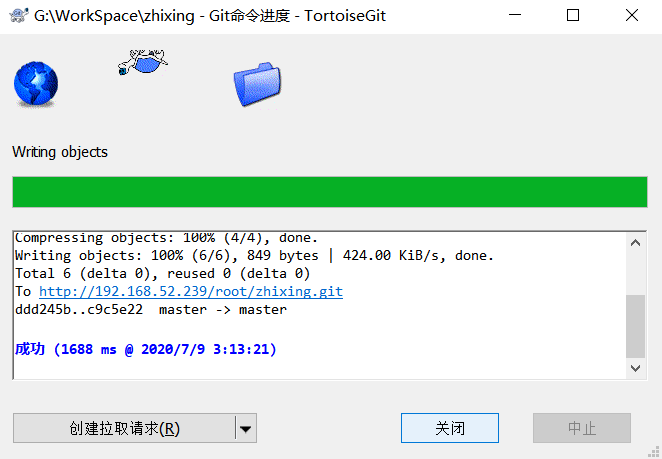 G:\WorkSpace\zhixing - Git命令进度 - TortoiseGit
Writing objects
Compressing objects: 100% (4/4), done.
Writing objects: 100% (6/6), 849 bytes | 424.00 KiB/s, done.
Total 6 (delta 0), reused 0 (delta 0)
To http://192.168.52.239/root/zhixing.git
ddd245b..c9c5e22  master -> master
成功 (1688 ms @ 2020/7/9 3:13:21)
创建拉取请求(R)
关闭
中止